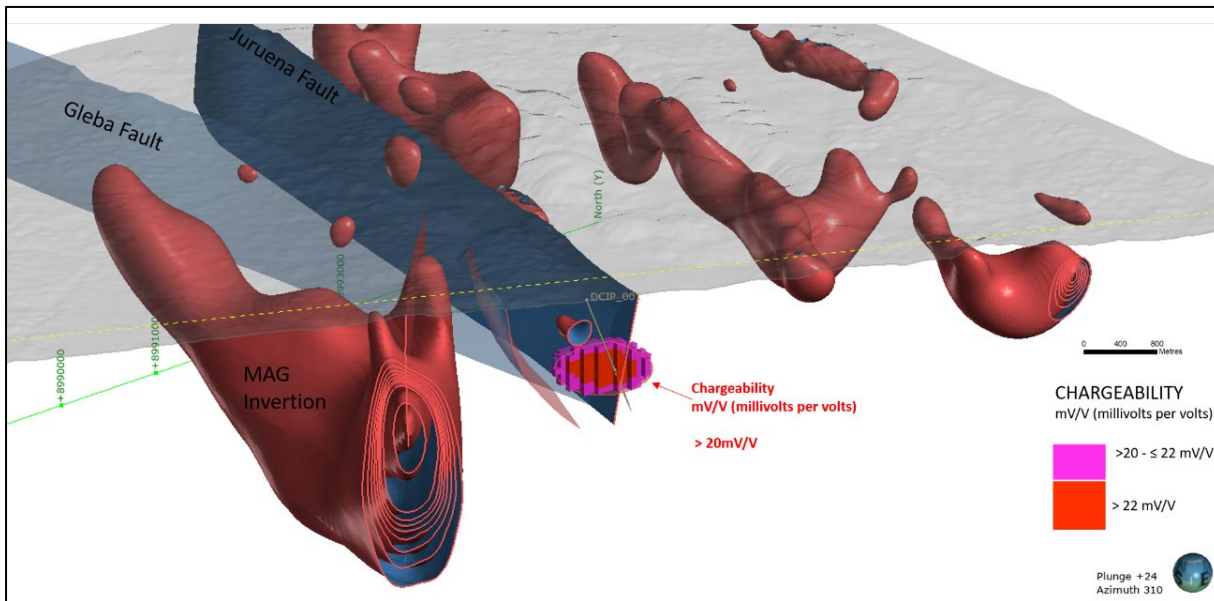 Juruena Fault
Gleba Fault
North (Y)
+8993000
+8991000
+8990000
DCIP_00
MAG
Invertion
Chargeability
mV/V (millivolts per volts)
> 20mV/V
0 400 800
Metres
CHARGEABILITY
mV/V (millivolts per volts)
>20 - ≤ 22 mV/V
> 22 mV/V
Plunge +24
Azimuth 310
S E